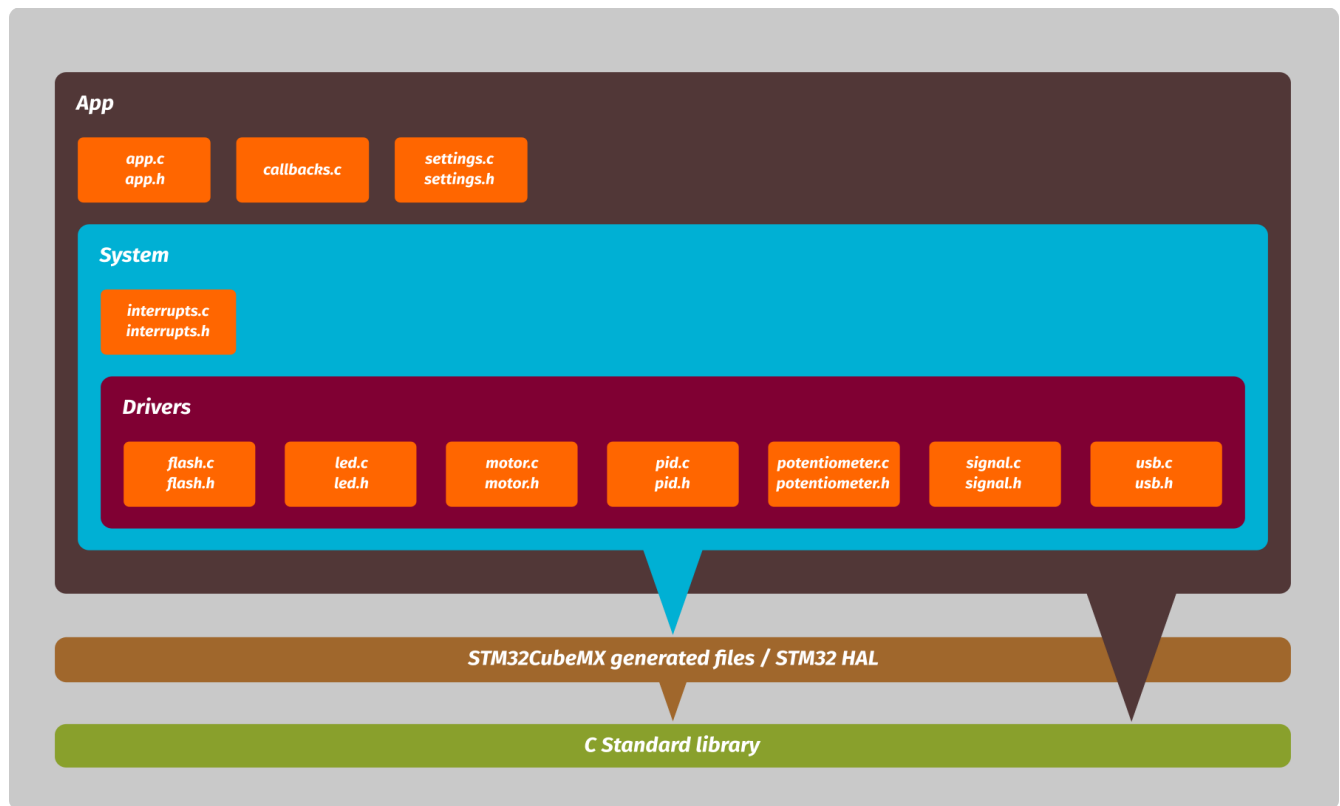 App
app.c
app.h
callbacks.c
settings.c
settings.h
System
interrupts.c
interrupts.h
Drivers
flash.c
flash.h
led.c
led.h
motor.c
motor.h
pid.c
pid.h
potentiometer.c
potentiometer.h
signal.c
signal.h
usb.c
usb.h
STM32CubeMX generated files / STM32 HAL
C Standard library